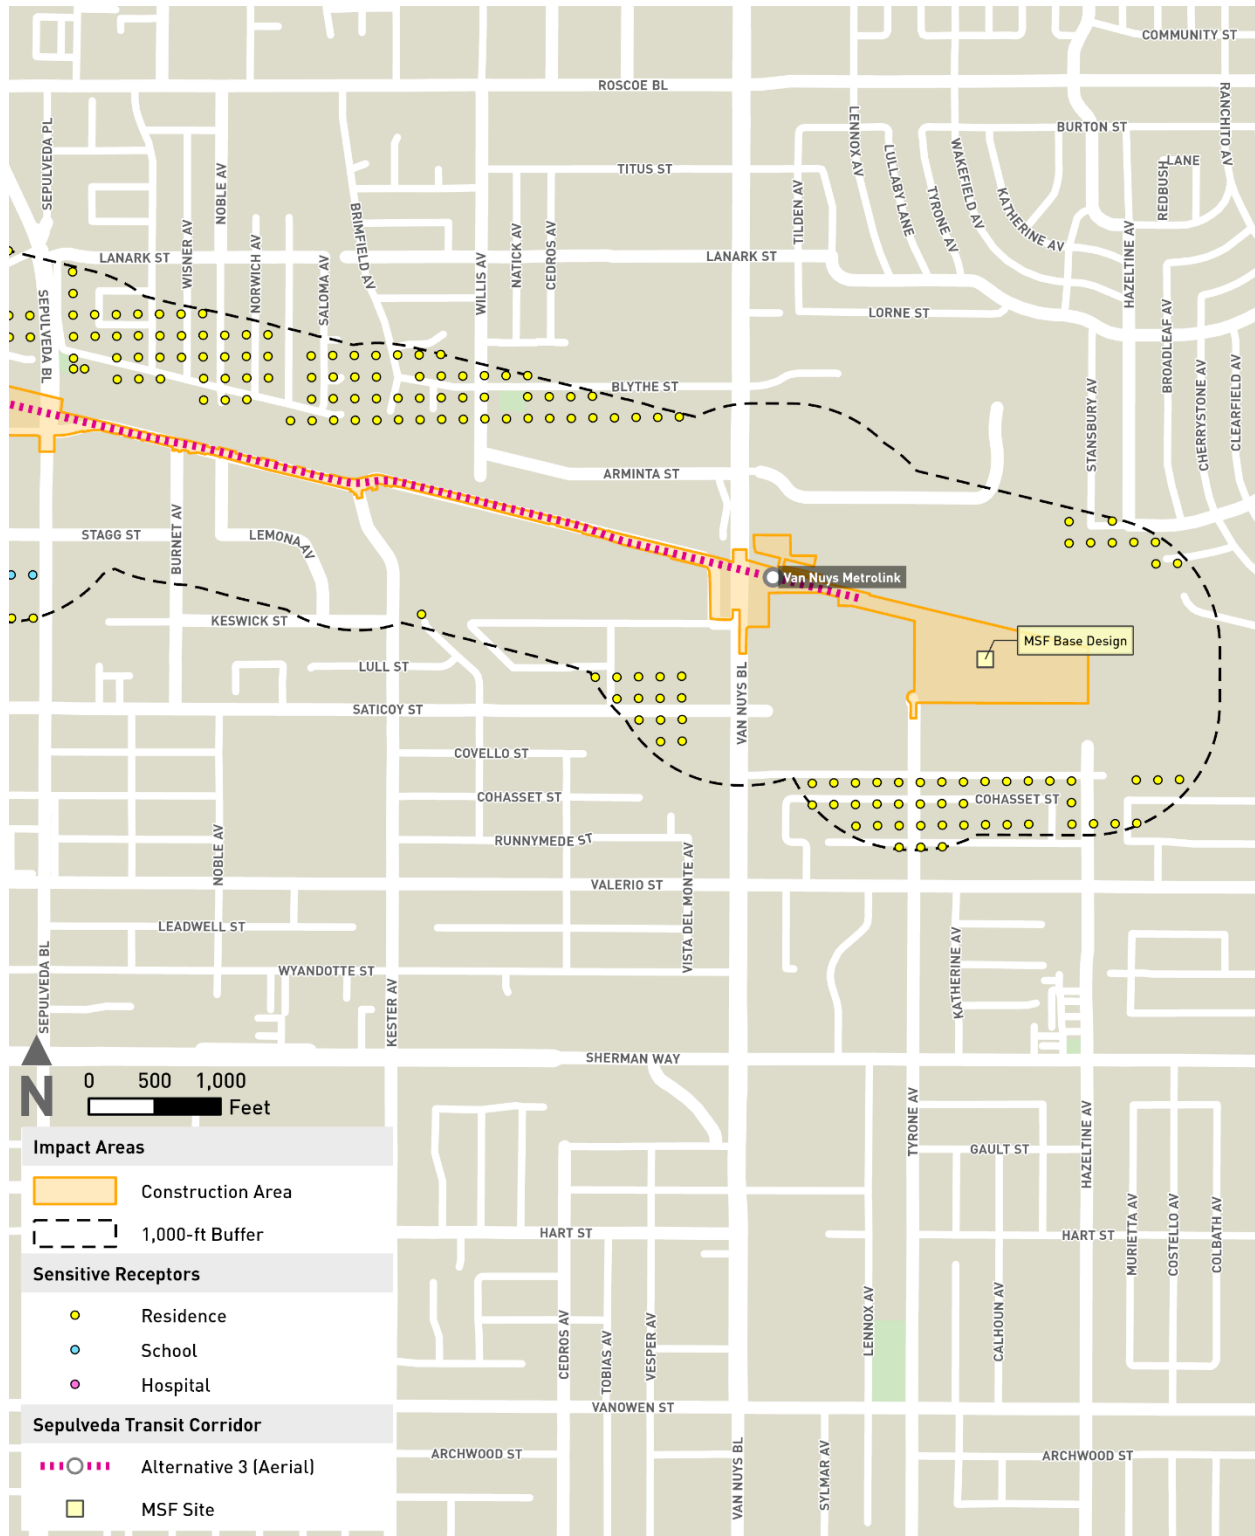 COMMUNITY ST
ROSCOE BL
SEPULVEDA PL
NOBLE AV
WISNER AV
NORWICH AV
SALOMA AV
BRIMFIELD AV
WILLIS AV
NATICK AV
CEDROS AV
TITUS ST
TILDEN AV
LENNOX AV
LULLABY LANE
TYRONE AV
WAKEFIELD AV
KATHERINE AV
BURTON ST
HAZELTINE AV
REDBUSH
LANE
RANCHITO AV
LANARK ST
LANARK ST
LORNE ST
SEPULVEDA BL
BLYTHE ST
STANSBURY AV
BROADLEAF AV
CHERRYSTONE AV
CLEARFIELD AV
ARMINTA ST
STAGG ST
BURNET AV
LEMONA AV
Van Nuys Metrolink
KESWICK ST
MSF Base Design
LULL ST
VAN NUYS BL
SATICOY ST
COVELLO ST
COHASSET ST
COHASSET ST
NOBLE AV
RUNNYMEDE ST
VISTA DEL MONTE AV
VALERIO ST
LEADWELL ST
SEPULVEDA BL
WYANDOTTE ST
KESTER AV
KATHERINE AV
SHERMAN WAY
N
0 500 1,000
Feet
TYRONE AV
GAULT ST
HAZELTINE AV
Impact Areas
Construction Area
1,000-ft Buffer
HART ST
HART ST
MURIETTA AV
COSTELLO AV
COLBATH AV
Sensitive Receptors
Residence
School
Hospital
CEDROS AV
TOBIAS AV
VESPER AV
LENNOX AV
CALHOUN AV
VANOWEN ST
Sepulveda Transit Corridor
Alternative 3 (Aerial)
MSF Site
ARCHWOOD ST
VAN NUYS BL
SYLMAR AV
ARCHWOOD ST